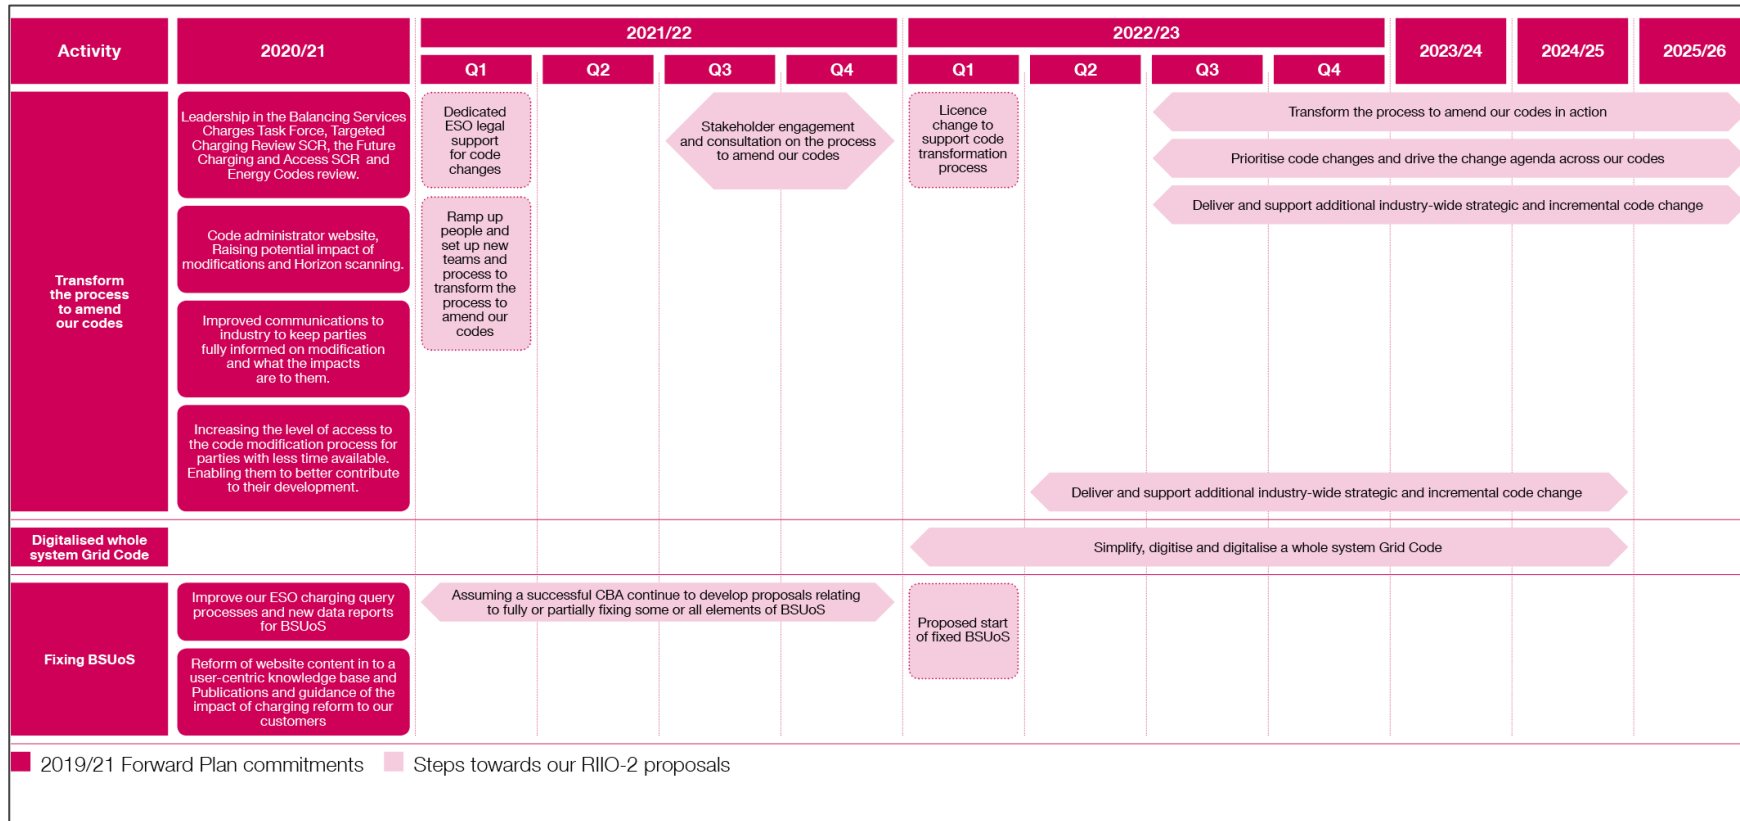 Activity
2020/21
2021/22
2022/23
2023/24
2024/25
2025/26
Q1
Q2
Q3
Q4
Q1
Q2
Q3
Q4
Transform
the process
to amend
our codes
Leadership in the Balancing Services
Charges Task Force, Targeted
Charging Review SCR, the Future
Charging and Access SCR and
Energy Codes review.
Code administrator website,
Raising potential impact of
modifications and Horizon scanning.
Improved communications to
industry to keep parties
fully informed on modification
and what the impacts
are to them.
Increasing the level of access to
the code modification process for
parties with less time available.
Enabling them to better contribute
to their development.
Dedicated
ESO legal
support
for code
changes
Ramp up
people and
set up new
teams and
process to
transform the
process to
amend our
codes
Stakeholder engagement
and consultation on the process
to amend our codes
Licence
change to
support code
transformation
process
Transform the process to amend our codes in action
Prioritise code changes and drive the change agenda across our codes
Deliver and support additional industry-wide strategic and incremental code change
Deliver and support additional industry-wide strategic and incremental code change
Digitalised whole
system Grid Code
Simplify, digitise and digitalise a whole system Grid Code
Fixing BSUoS
Improve our ESO charging query
processes and new data reports
for BSUoS
Reform of website content in to a
user-centric knowledge base and
Publications and guidance of the
impact of charging reform to our
customers
Assuming a successful CBA continue to develop proposals relating
to fully or partially fixing some or all elements of BSUoS
Proposed start
of fixed BSUoS
2019/21 Forward Plan commitments
Steps towards our RIIO-2 proposals